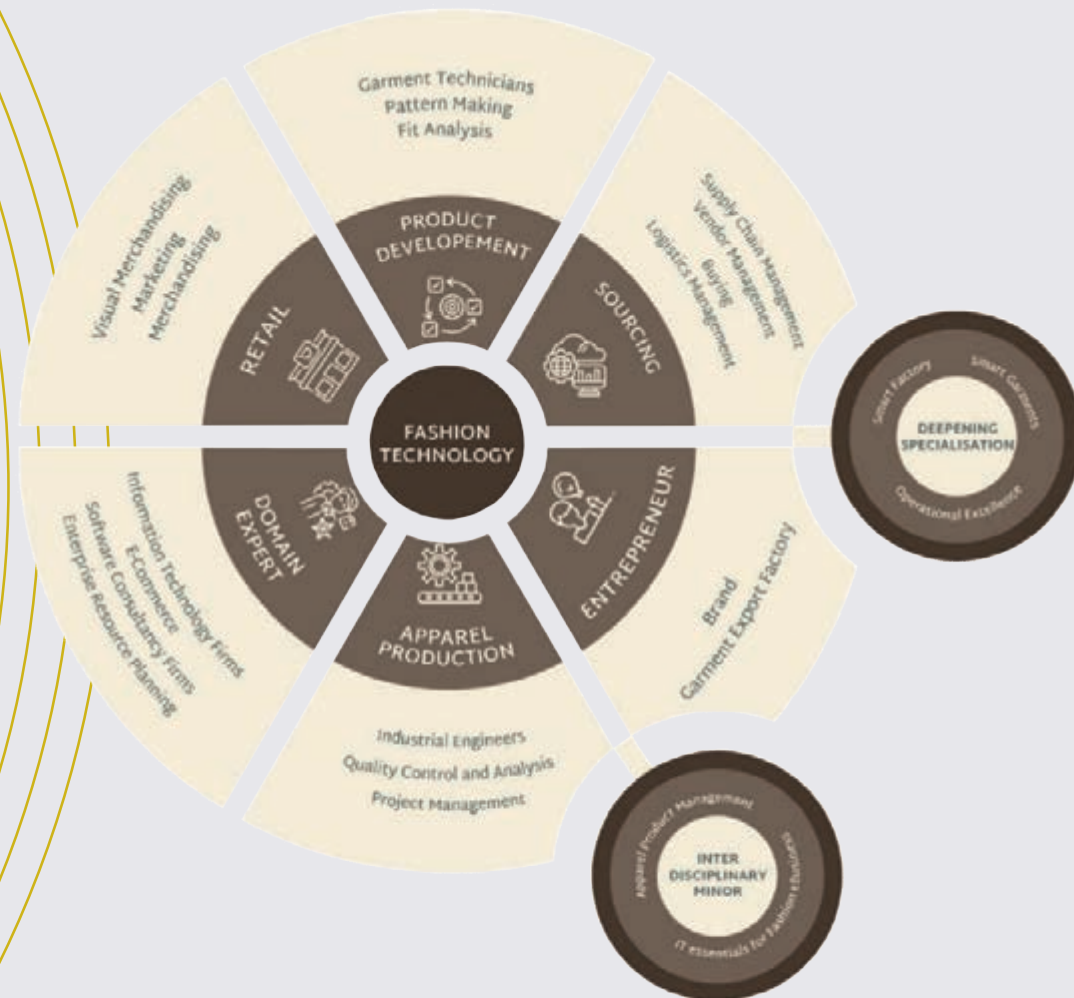 Garment Technicians
Pattern Making
Fit Analysis
PRODUCT
DEVELOPEMENT
Supply Chain Management
Vendor Management
Buying
Logistics Management
SOURCING
Visual Merchandising
Marketing
Merchandising
RETAIL
FASHION
TECHNOLOGY
Smart Factory
Smart Garments
Operational Excellence
DEEPENING
SPECIALISATION
DOMAIN
EXPERT
Information Technology Firms
E-Commerce
Software Consultancy Firms
Enterprise Resource Planning
ENTREPRENEUR
Brand
Garment Export Factory
APPAREL
PRODUCTION
Industrial Engineers
Quality Control and Analysis
Project Management
Apparel Product Management
IT essentials for Fashion
INTER
DISCIPLINARY
MINOR